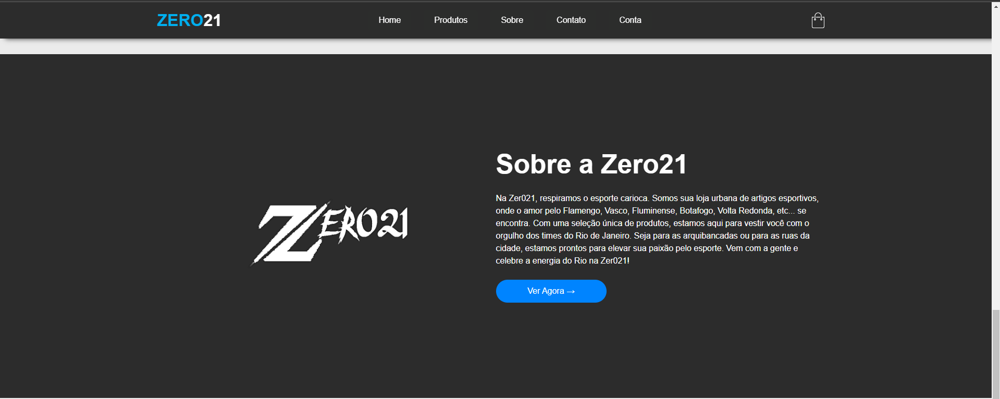 ZERO21
Home Produtos Sobre Contato Conta
Sobre a Zero21
Na Zer021, respiramos o esporte carioca. Somos sua loja urbana de artigos esportivos,
onde o amor pelo Flamengo, Vasco, Fluminense, Botafogo, Volta Redonda, etc... se
encontra. Com uma seleção única de produtos, estamos aqui para vestir você com o
orgulho dos times do Rio de Janeiro. Seja para as arquibancadas ou para as ruas da
cidade, estamos prontos para elevar sua paixão pelo esporte. Vem com a gente e
celebre a energia do Rio na Zer021!
ZERO21
Ver Agora →